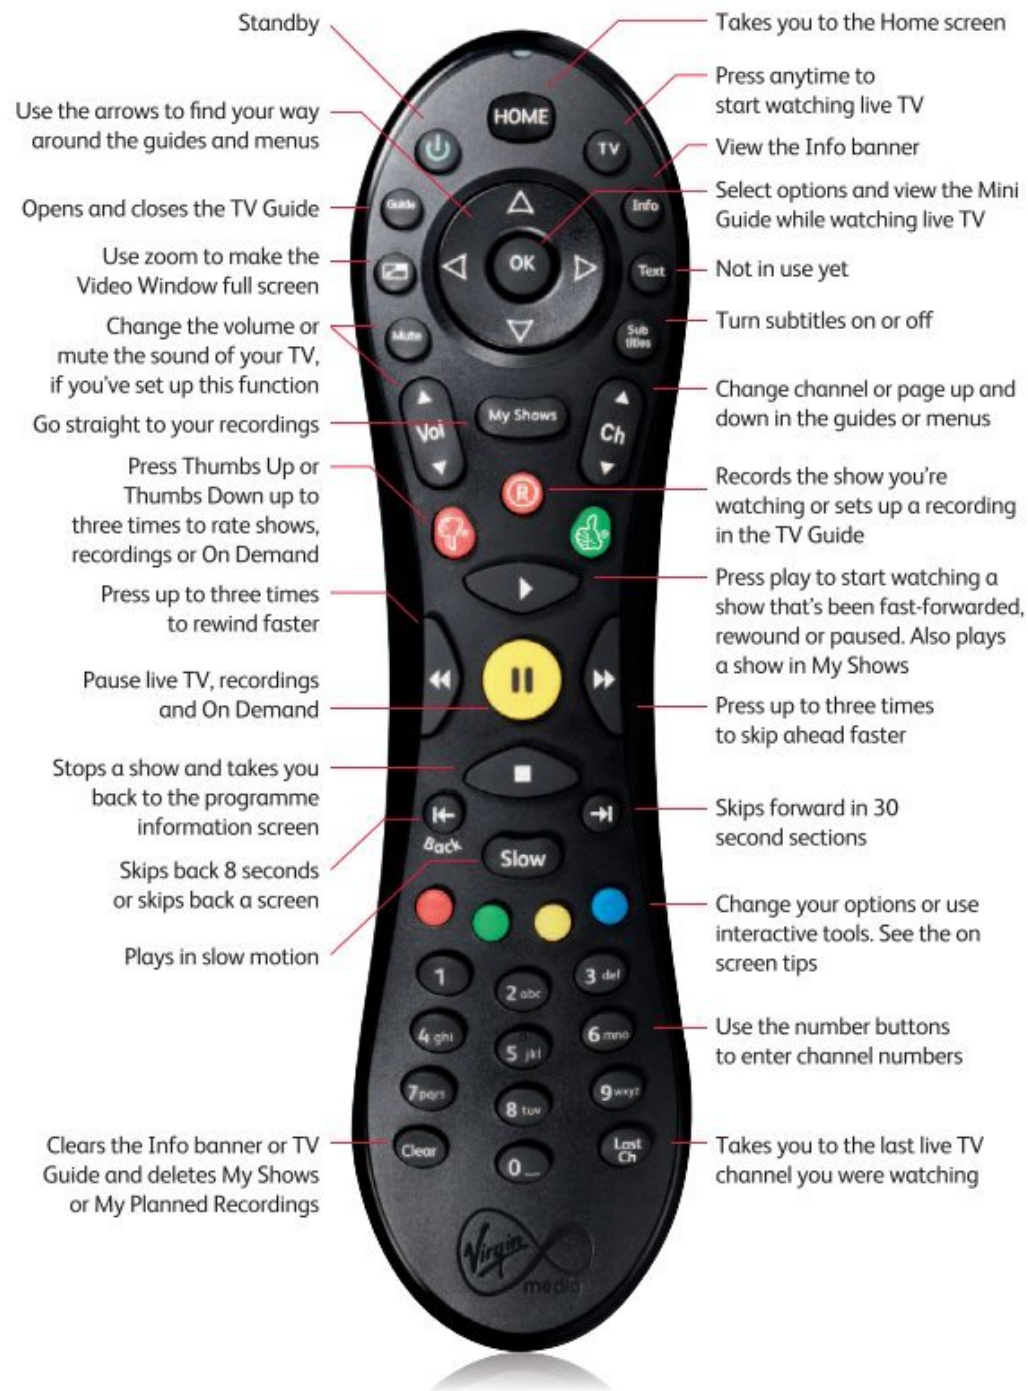 Standby
Use the arrows to find your way
around the guides and menus
Opens and closes the TV Guide
Use zoom to make the
Video Window full screen
Change the volume or
mute the sound of your TV,
if you've set up this function
Go straight to your recordings
Press Thumbs Up or
Thumbs Down up to
three times to rate shows,
recordings or On Demand
Press up to three times
to rewind faster
Pause live TV, recordings
and On Demand
Stops a show and takes you
back to the programme
information screen
Skips back 8 seconds
or skips back a screen
Plays in slow motion
Clears the Info banner or TV
Guide and deletes My Shows
or My Planned Recordings
HOME
TV
Guide
Info
OK
Text
Mute
Sub
titles
Vol
My Shows
Ch
R
Back
Slow
1
2 abc
3 def
4 ghi
5 jkl
6 mno
7 pqrs
8 tuv
9 wxyz
Clear
0
Last
Ch
Virgin
media
Takes you to the Home screen
Press anytime to
start watching live TV
View the Info banner
Select options and view the Mini
Guide while watching live TV
Not in use yet
Turn subtitles on or off
Change channel or page up and
down in the guides or menus
Records the show you're
watching or sets up a recording
in the TV Guide
Press play to start watching a
show that's been fast-forwarded,
rewound or paused. Also plays
a show in My Shows
Press up to three times
to skip ahead faster
Skips forward in 30
second sections
Change your options or use
interactive tools. See the on
screen tips
Use the number buttons
to enter channel numbers
Takes you to the last live TV
channel you were watching